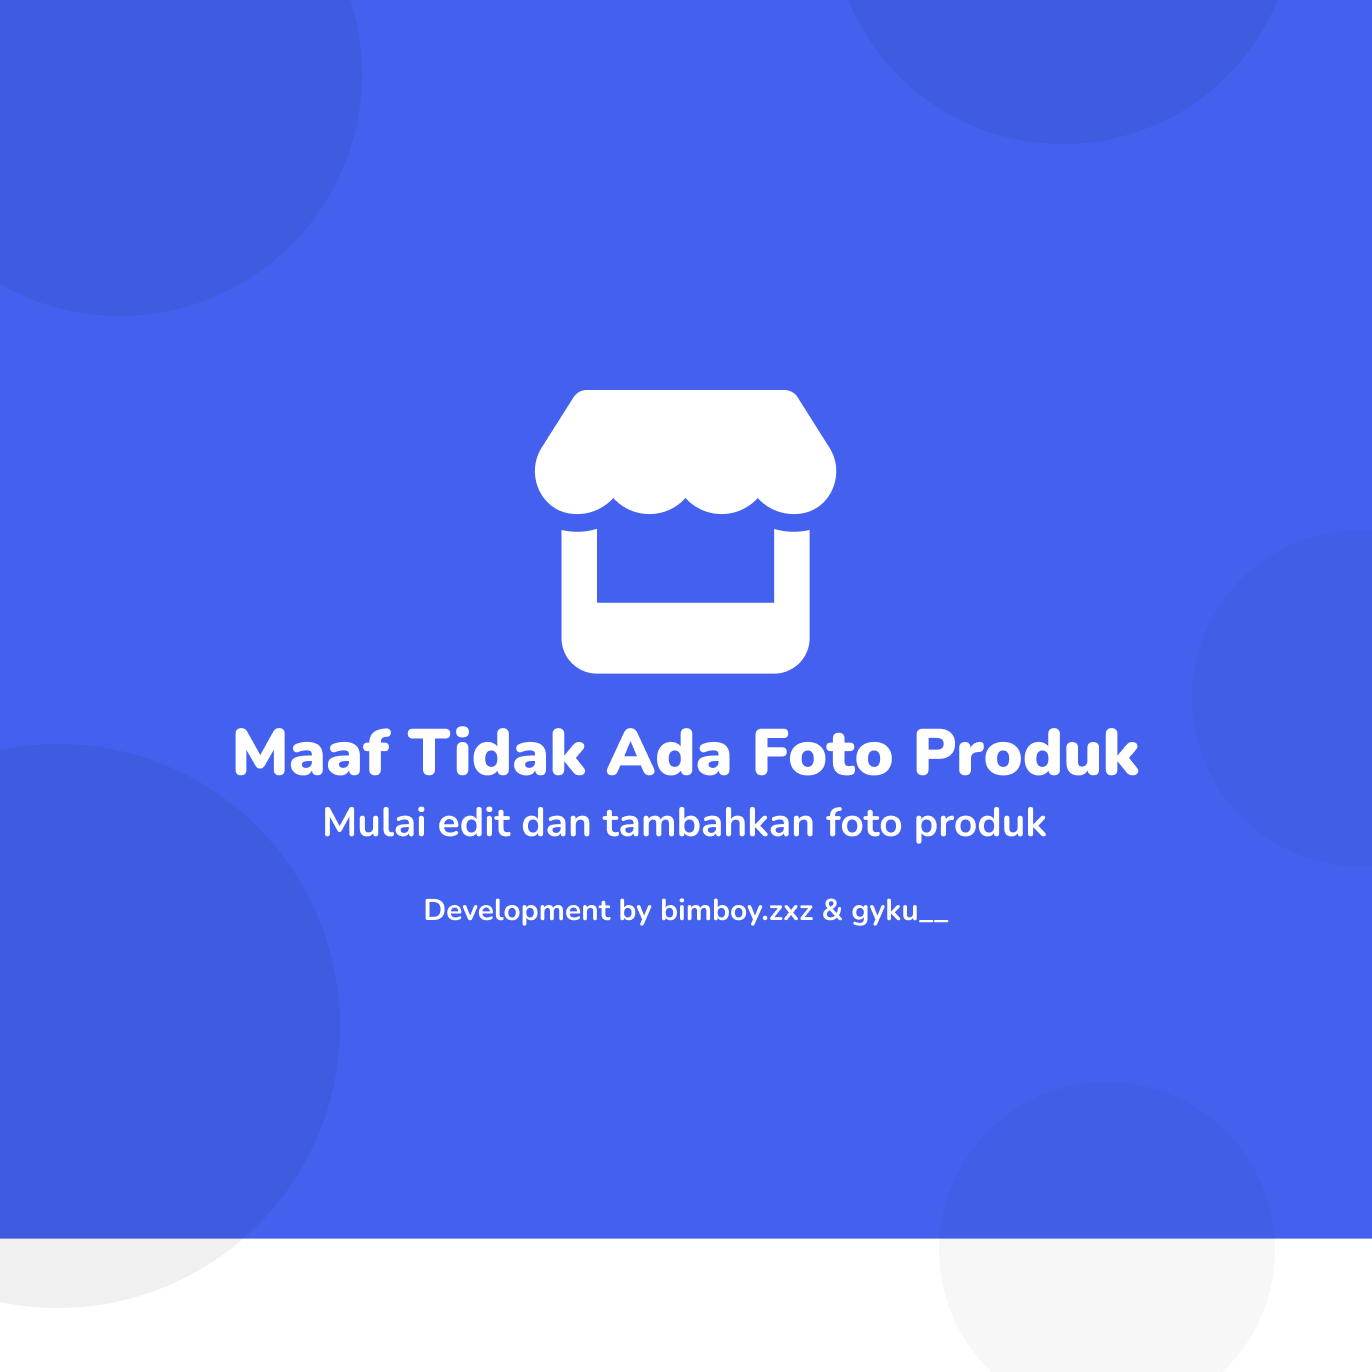 Maaf Tidak Ada Foto Produk
Mulai edit dan tambahkan foto produk
Development by bimboy.zxz & gyku__